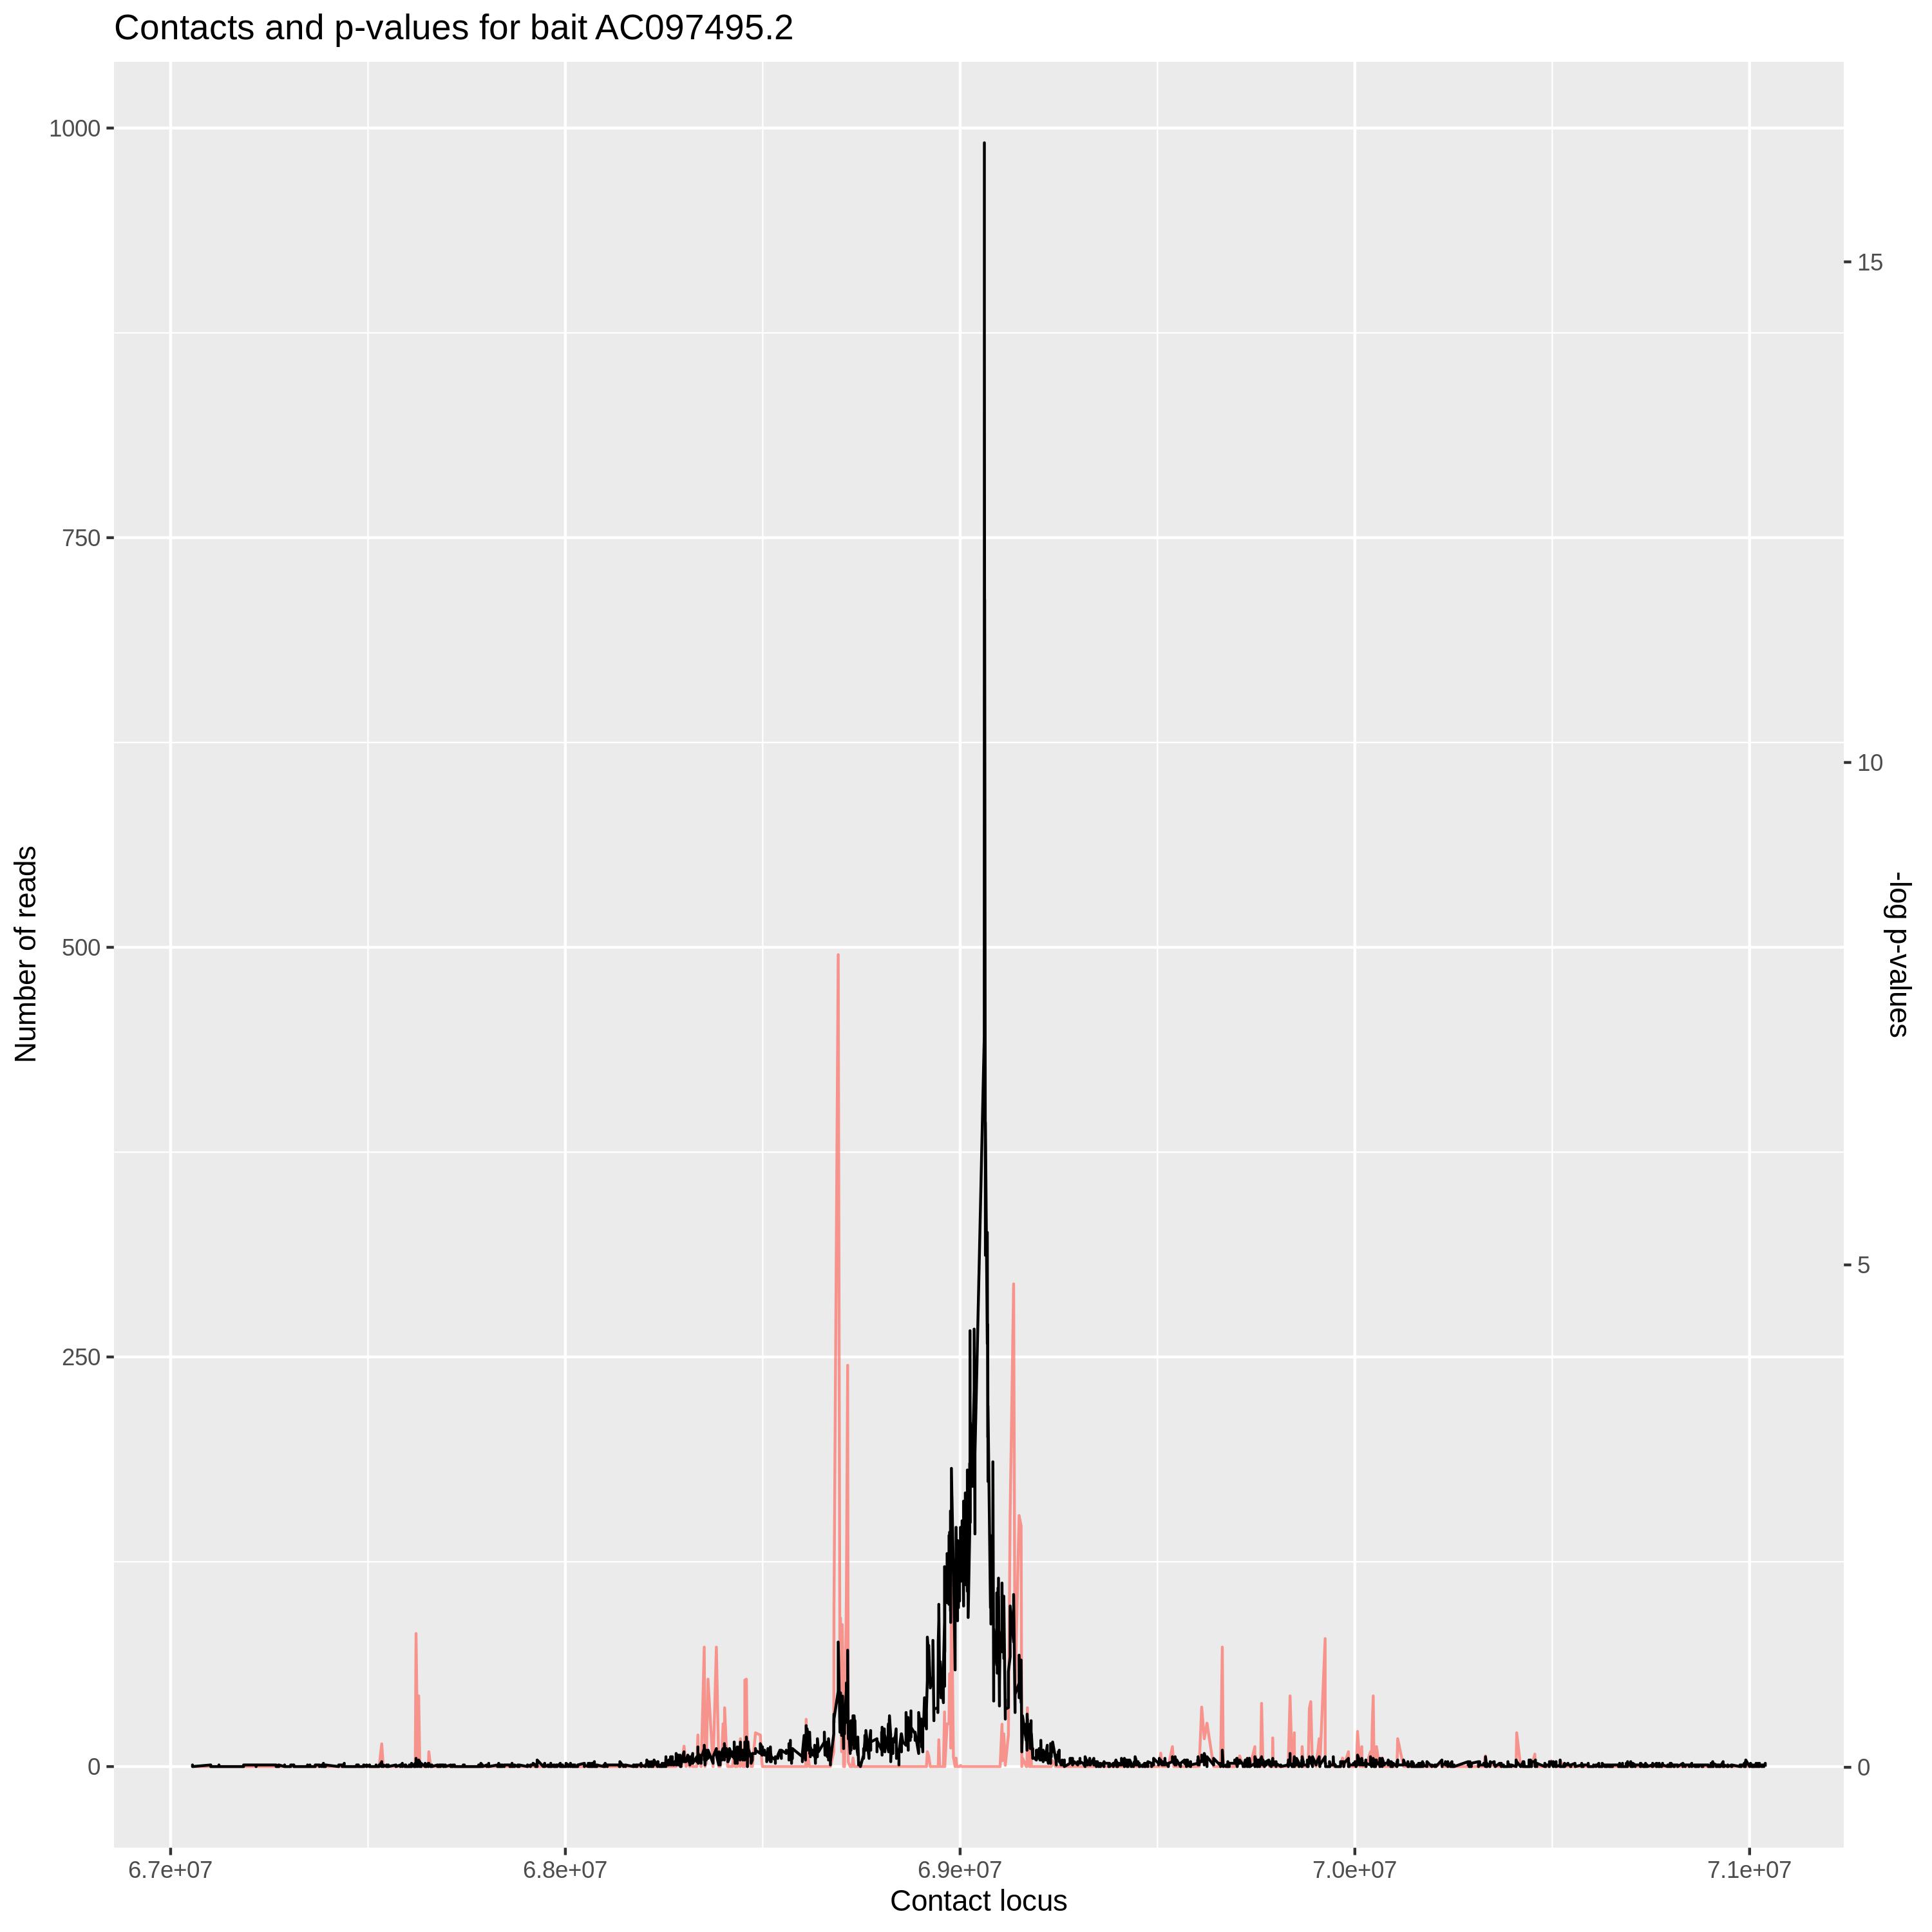 Contacts and p-values for bait AC097495.2
1000
750
500
250
0
Number of reads
15
10
5
0
-log p-values
6.7e+07 6.8e+07 6.9e+07 7.0e+07 7.1e+07
Contact locus